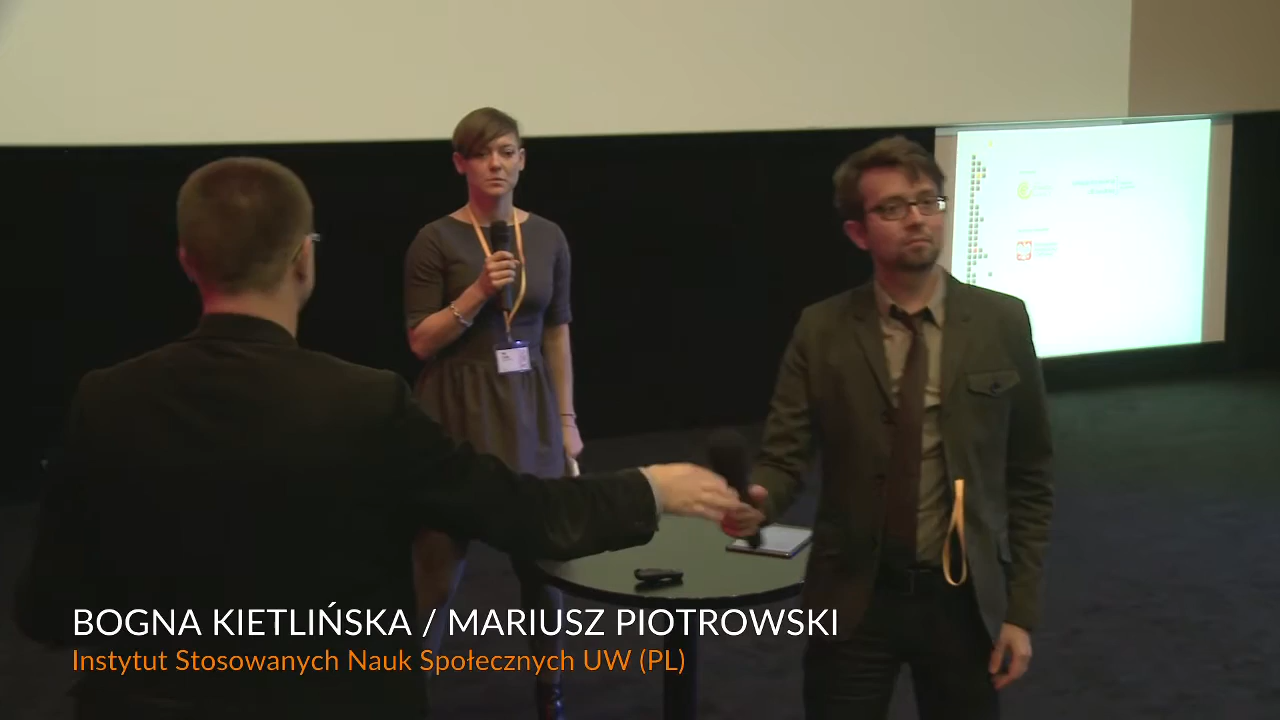 BOGNA KIETLIŃSKA / MARIUSZ PIOTROWSKI
Instytut Stosowanych Nauk Społecznych UW (PL)